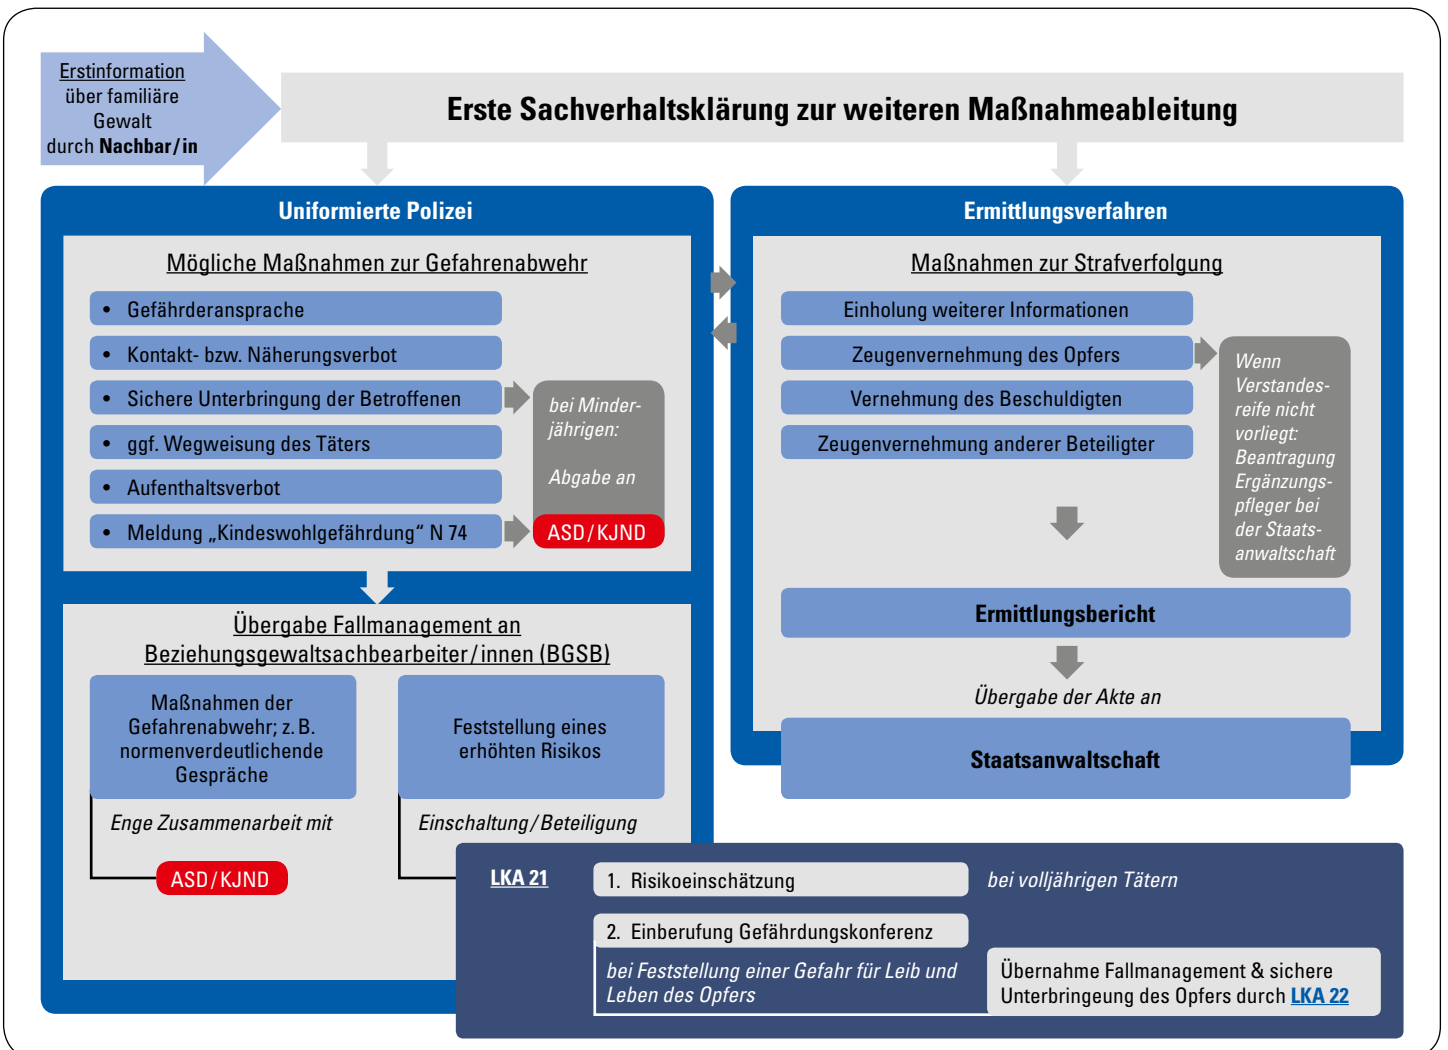 Erstinformation
über familiäre
Gewalt
durch Nachbar/in
Erste Sachverhaltsklärung zur weiteren Maßnahmeableitung
Uniformierte Polizei
Mögliche Maßnahmen zur Gefahrenabwehr
• Gefährderansprache
• Kontakt- bzw. Näherungsverbot
• Sichere Unterbringung der Betroffenen
• ggf. Wegweisung des Täters
• Aufenthaltsverbot
• Meldung „Kindeswohlgefährdung“ N 74
bei Minder-
jährigen:
Abgabe an
ASD/KJND
Übergabe Fallmanagement an
Beziehungsgewaltsachbearbeiter/innen (BGSB)
Maßnahmen der
Gefahrenabwehr; z. B.
normenverdeutlichende
Gespräche
Enge Zusammenarbeit mit
ASD/KJND
Feststellung eines
erhöhten Risikos
Einschaltung/Beteiligung
Ermittlungsverfahren
Maßnahmen zur Strafverfolgung
Einholung weiterer Informationen
Zeugenvernehmung des Opfers
Vernehmung des Beschuldigten
Zeugenvernehmung anderer Beteiligter
Wenn
Verstandes-
reife nicht
vorliegt:
Beantragung
Ergänzungs-
pfleger bei
der Staats-
anwaltschaft
Ermittlungsbericht
Übergabe der Akte an
Staatsanwaltschaft
LKA 21
1. Risikoeinschätzung
bei volljährigen Tätern
2. Einberufung Gefährdungskonferenz
bei Feststellung einer Gefahr für Leib und
Leben des Opfers
Übernahme Fallmanagement & sichere
Unterbringeung des Opfers durch LKA 22